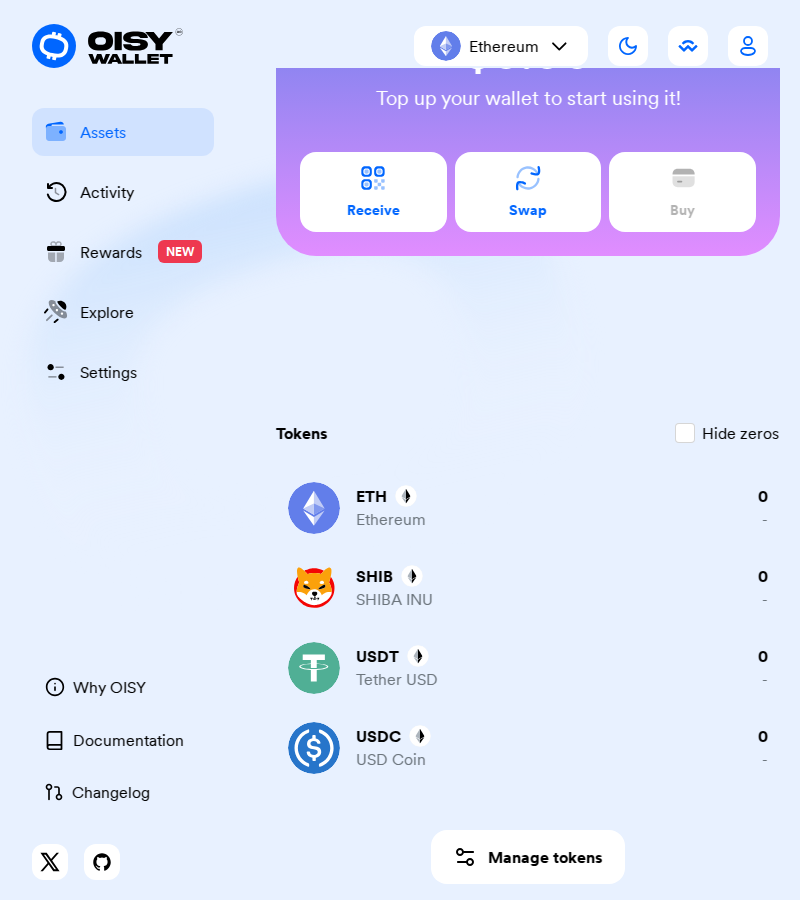 OISY
WALLET
Ethereum
Top up your wallet to start using it!
Receive
Swap
Buy
Assets
Activity
Rewards NEW
Explore
Settings
Tokens
Hide zeros
ETH 0
Ethereum -
SHIB 0
SHIBA INU -
USDT 0
Tether USD -
USDC 0
USD Coin -
Why OISY
Documentation
Changelog
Manage tokens